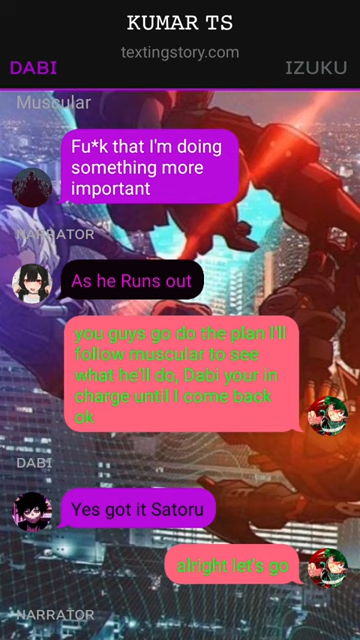 KUMAR TS
textingstory.com
DABI
IZUKU
Muscular
Fu*k that I'm doing
something more
important
NARRATOR
As he Runs out
you guys go do the plan I'll
follow muscular to see
what he'll do, Dabi your in
charge until I come back
ok
DABI
Yes got it Satoru
alright let's go
NARRATOR